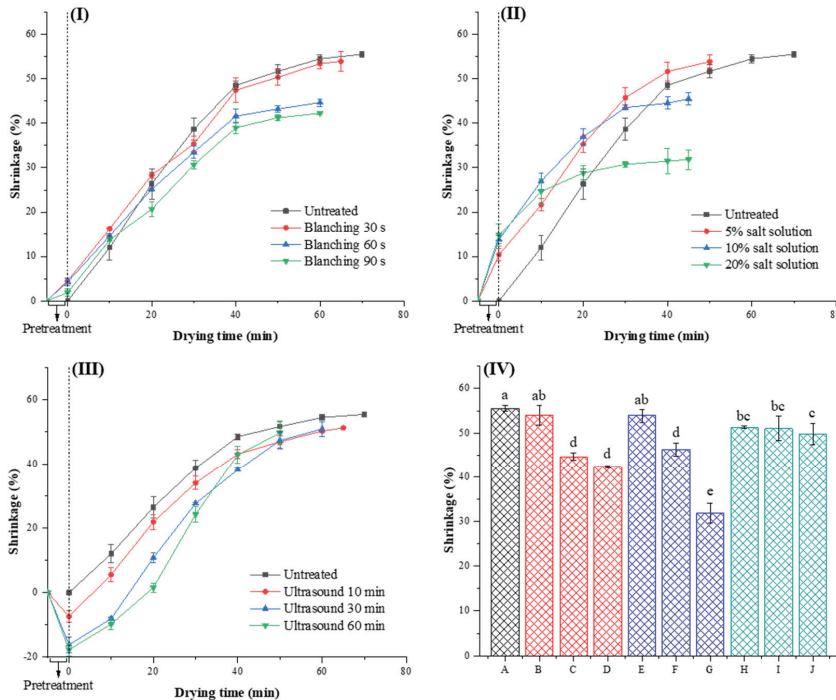 (I)
60
50
40
30
20
10
0
Shrinkage (%)
Untreated
Blanching 30 s
Blanching 60 s
Blanching 90 s
0 20 40 60 80
Pretreatment
Drying time (min)
(II)
60
50
40
30
20
10
0
Shrinkage (%)
Untreated
5% salt solution
10% salt solution
20% salt solution
0 20 40 60 80
Pretreatment
Drying time (min)
(III)
60
40
20
0
-20
Shrinkage (%)
Untreated
Ultrasound 10 min
Ultrasound 30 min
Ultrasound 60 min
0 20 40 60 80
Pretreatment
Drying time (min)
(IV)
60
50
40
30
20
10
0
Shrinkage (%)
a ab d d ab d e bc bc c
A B C D E F G H I J